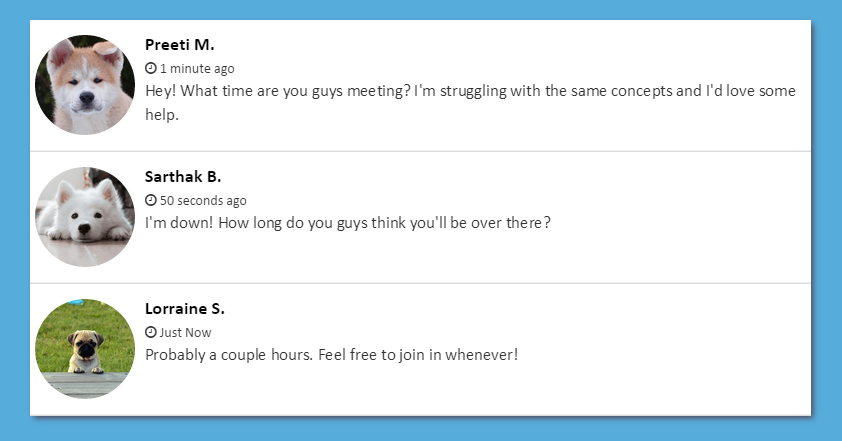 Preeti M.
1 minute ago
Hey! What time are you guys meeting? I'm struggling with the same concepts and I'd love some
help.
Sarthak B.
50 seconds ago
I'm down! How long do you guys think you'll be over there?
Lorraine S.
Just Now
Probably a couple hours. Feel free to join in whenever!